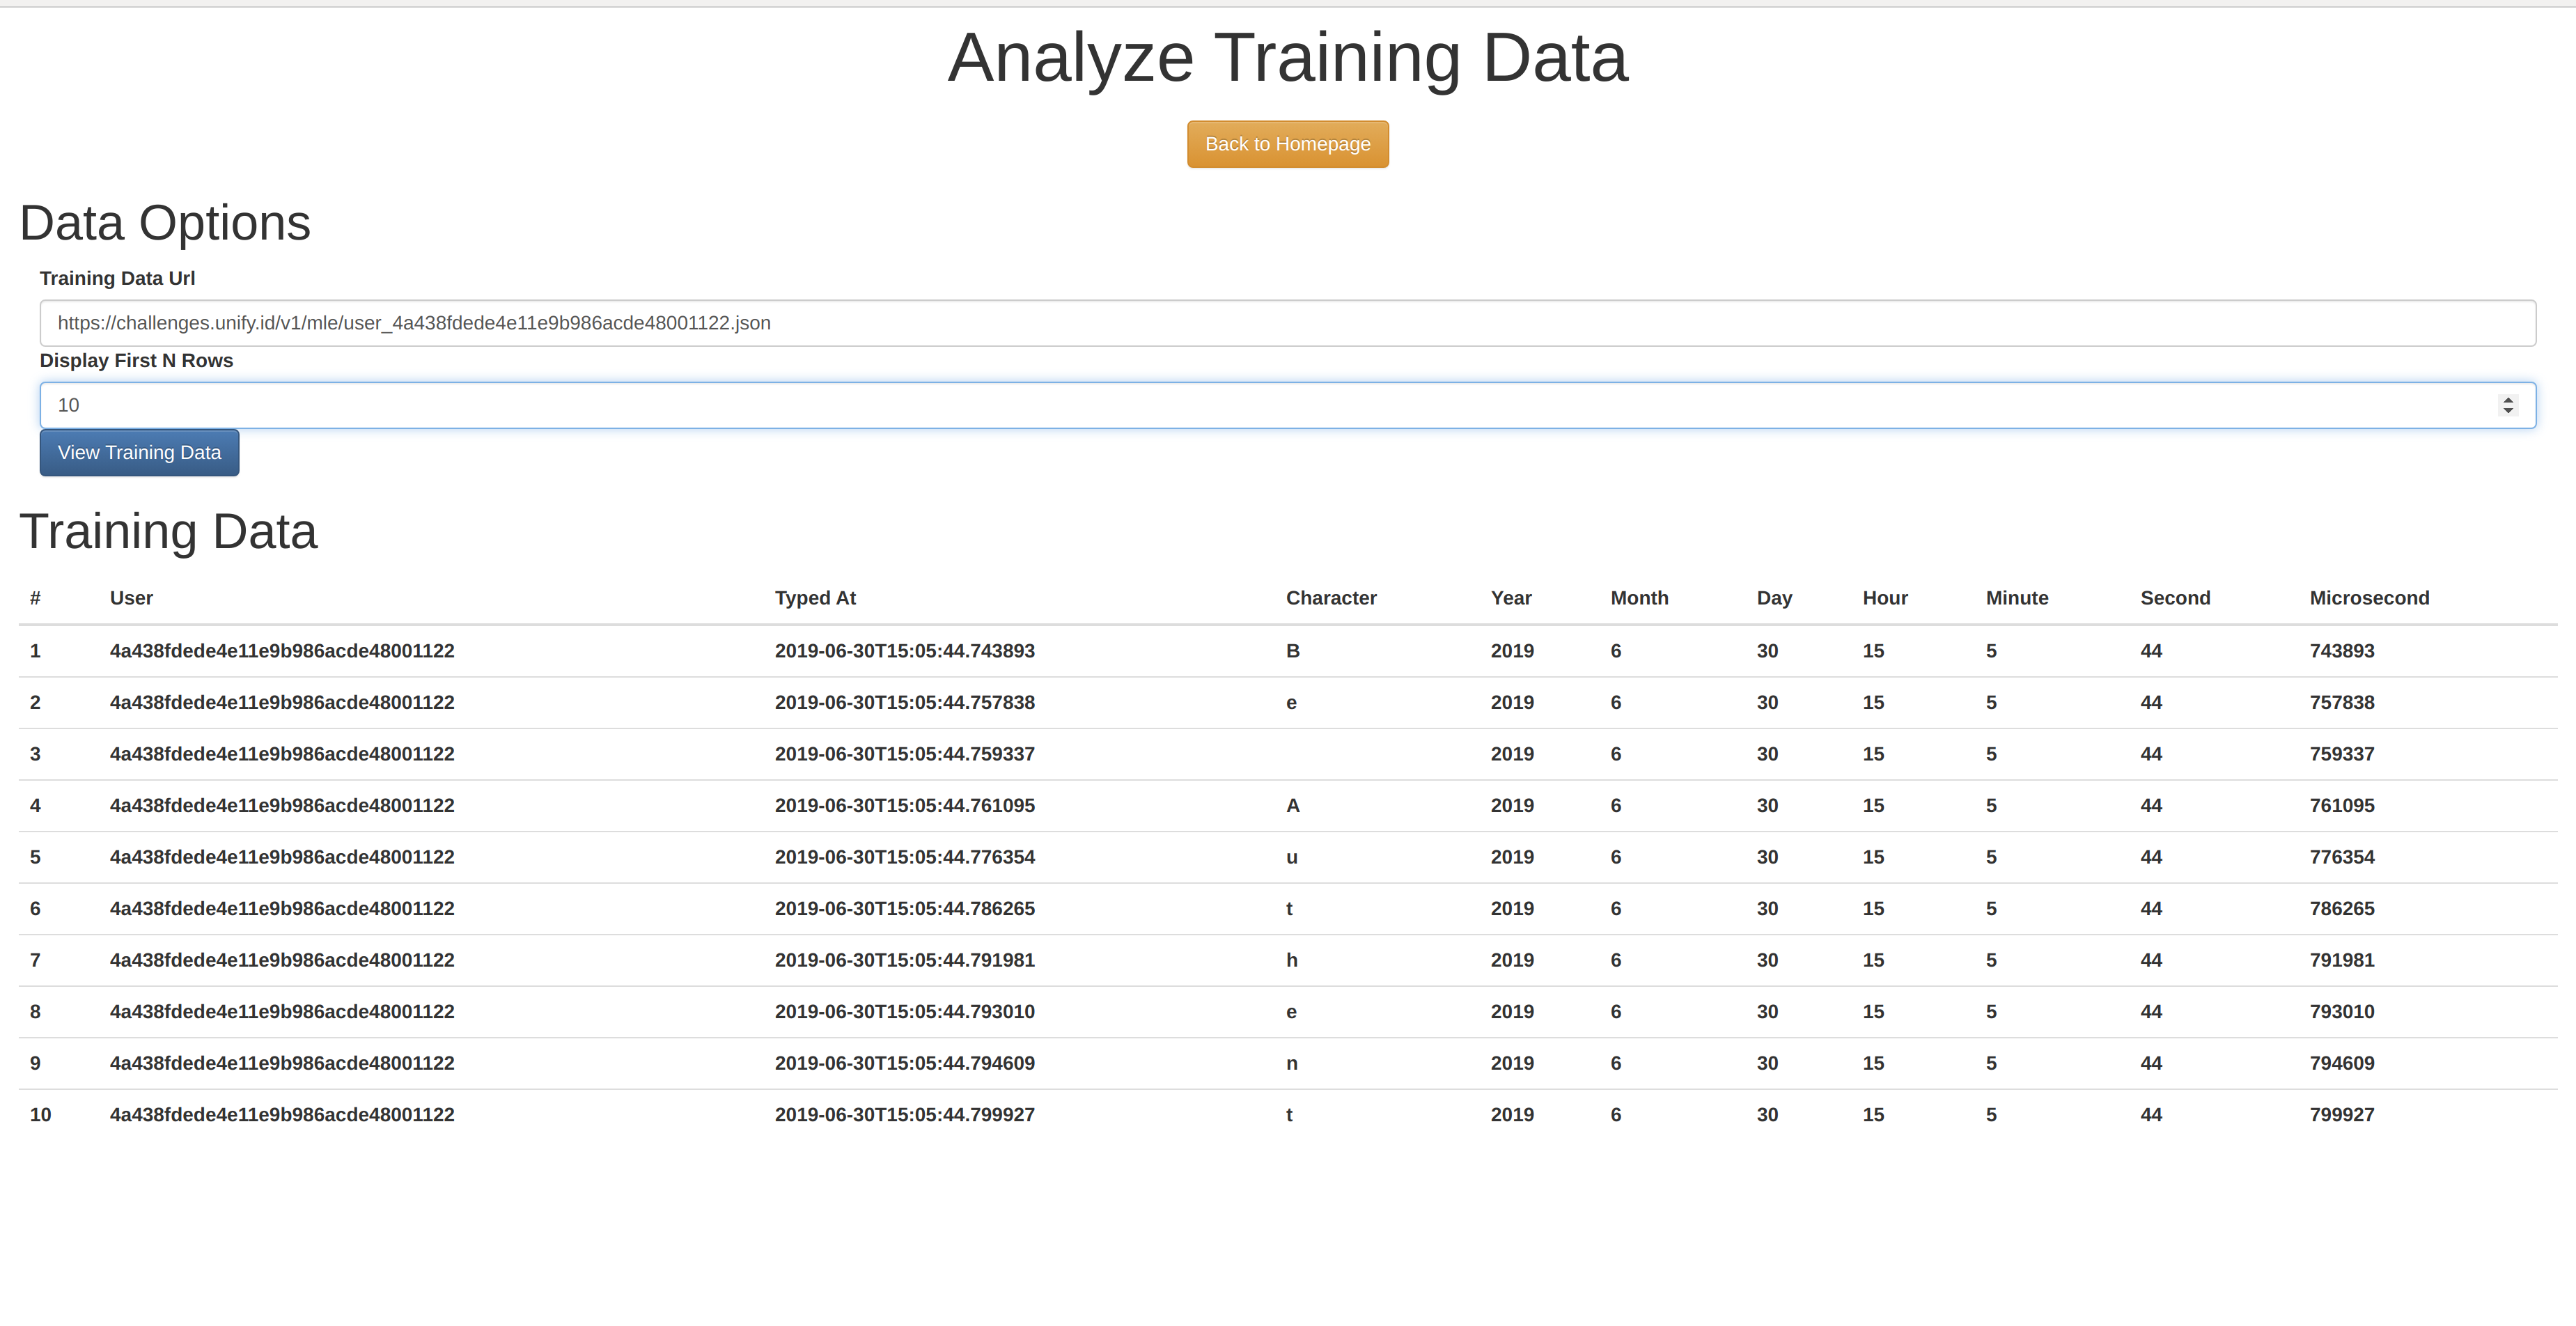 Analyze Training Data
Back to Homepage
Data Options
Training Data Url
https://challenges.unify.id/v1/mle/user_4a438fdede4e11e9b986acde48001122.json
Display First N Rows
10
View Training Data
Training Data
# User Typed At Character Year Month Day Hour Minute Second Microsecond
1 4a438fdede4e11e9b986acde48001122 2019-06-30T15:05:44.743893 B 2019 6 30 15 5 44 743893
2 4a438fdede4e11e9b986acde48001122 2019-06-30T15:05:44.757838 e 2019 6 30 15 5 44 757838
3 4a438fdede4e11e9b986acde48001122 2019-06-30T15:05:44.759337 2019 6 30 15 5 44 759337
4 4a438fdede4e11e9b986acde48001122 2019-06-30T15:05:44.761095 A 2019 6 30 15 5 44 761095
5 4a438fdede4e11e9b986acde48001122 2019-06-30T15:05:44.776354 u 2019 6 30 15 5 44 776354
6 4a438fdede4e11e9b986acde48001122 2019-06-30T15:05:44.786265 t 2019 6 30 15 5 44 786265
7 4a438fdede4e11e9b986acde48001122 2019-06-30T15:05:44.791981 h 2019 6 30 15 5 44 791981
8 4a438fdede4e11e9b986acde48001122 2019-06-30T15:05:44.793010 e 2019 6 30 15 5 44 793010
9 4a438fdede4e11e9b986acde48001122 2019-06-30T15:05:44.794609 n 2019 6 30 15 5 44 794609
10 4a438fdede4e11e9b986acde48001122 2019-06-30T15:05:44.799927 t 2019 6 30 15 5 44 799927